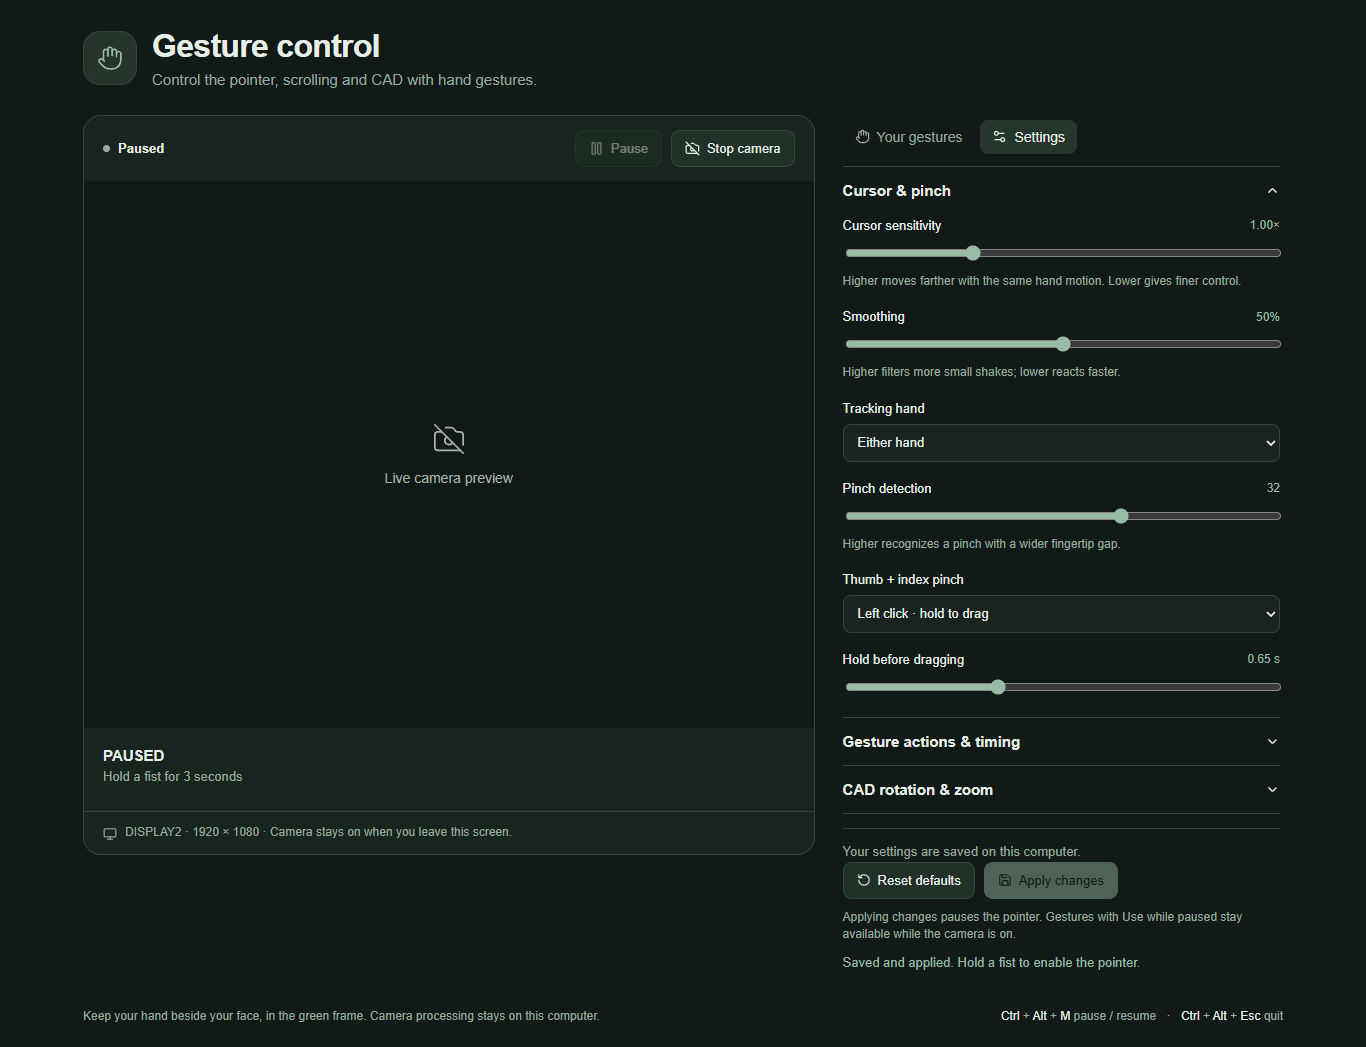 Gesture control
Control the pointer, scrolling and CAD with hand gestures.
Paused
Pause
Stop camera
Live camera preview
PAUSED
Hold a fist for 3 seconds
DISPLAY2 · 1920 × 1080 · Camera stays on when you leave this screen.
Your gestures
Settings
Cursor & pinch
Cursor sensitivity
1.00×
Higher moves farther with the same hand motion. Lower gives finer control.
Smoothing
50%
Higher filters more small shakes; lower reacts faster.
Tracking hand
Either hand
Pinch detection
32
Higher recognizes a pinch with a wider fingertip gap.
Thumb + index pinch
Left click · hold to drag
Hold before dragging
0.65 s
Gesture actions & timing
CAD rotation & zoom
Your settings are saved on this computer.
Reset defaults
Apply changes
Applying changes pauses the pointer. Gestures with Use while paused stay
available while the camera is on.
Saved and applied. Hold a fist to enable the pointer.
Keep your hand beside your face, in the green frame. Camera processing stays on this computer.
Ctrl + Alt + M pause / resume · Ctrl + Alt + Esc quit